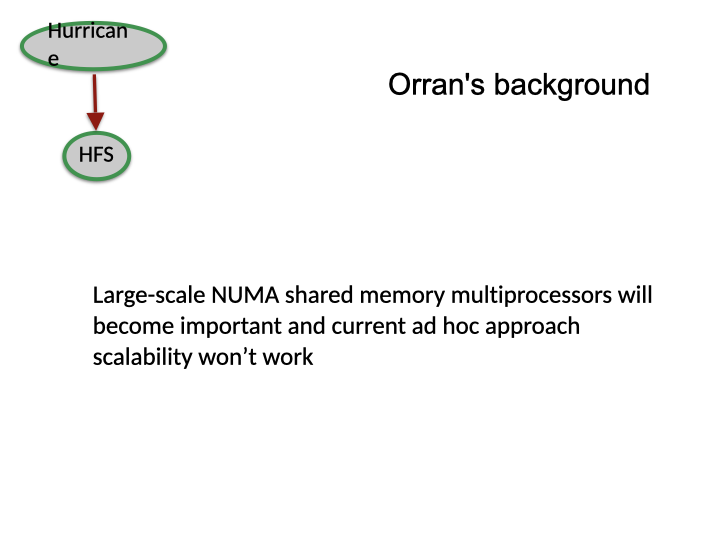 Hurrican
e
Orran's background
HFS
Large-scale NUMA shared memory multiprocessors will
become important and current ad hoc approach
scalability won’t work